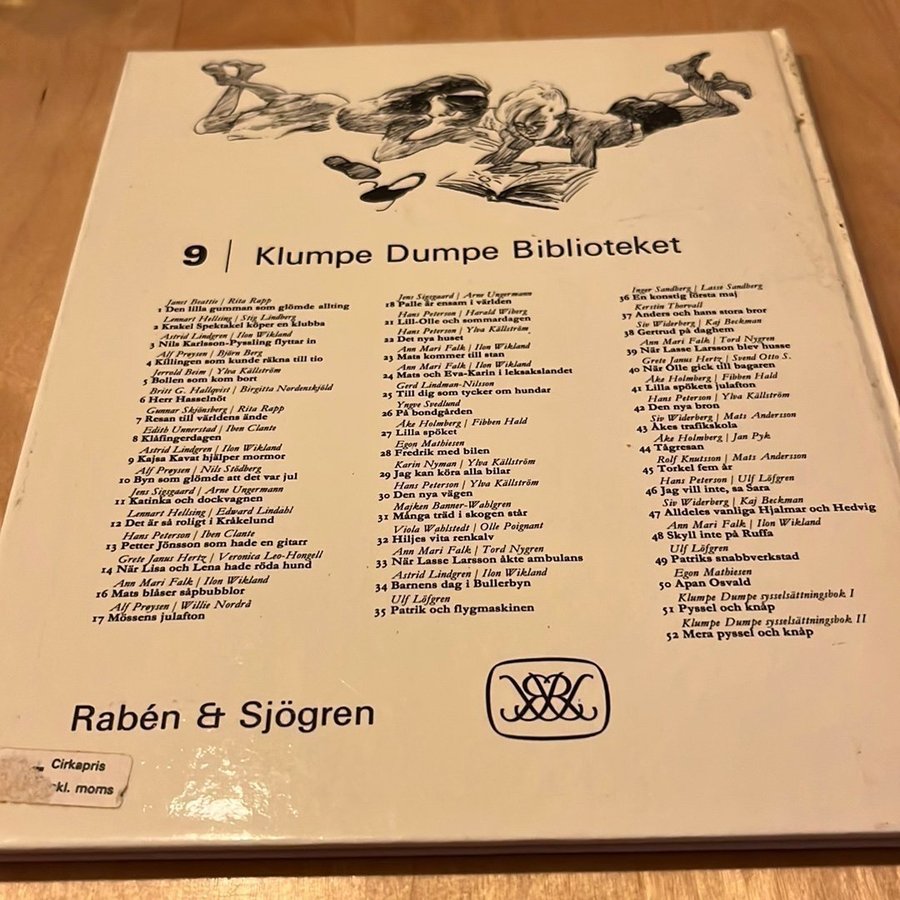 9 | Klumpe Dumpe Biblioteket
Janet Beattie / Rita Rapp
1 Den lilla gumman som glömde allting
Lennart Hellsing / Stig Lindberg
2 Krakel Spektakel köper en klubba
Astrid Lindgren / Ilon Wikland
3 Nils Karlsson-Pyssling flyttar in
Alf Prøysen / Björn Berg
4 Killingen som kunde räkna till tio
Jerrold Beim / Ylva Källström
5 Bollen som kom bort
Britt G. Hallqvist / Birgitta Nordenskjöld
6 Herr Hasselnöt
Gunnar Skjönsberg / Rita Rapp
7 Resan till världens ände
Edith Unnerstad / Iben Clante
8 Klåfingerdagen
Astrid Lindgren / Ilon Wikland
9 Kajsa Kavat hjälper mormor
Alf Prøysen / Nils Stödberg
10 Byn som glömde att det var jul
Jens Sigsgaard / Arne Ungermann
11 Katinka och dockvagnen
Lennart Hellsing / Edward Lindahl
12 Det är så roligt i Kråkelund
Hans Peterson / Iben Clante
13 Petter Jönsson som hade en gitarr
Grete Janus Hertz / Veronica Leo-Hongell
14 När Lisa och Lena hade röda hund
Ann Mari Falk / Ilon Wikland
16 Mats blåser såpbubblor
Alf Prøysen / Willie Nordrå
17 Mössens julafton
Jens Sigsgaard / Arne Ungermann
18 Palle är ensam i världen
Hans Peterson / Harald Wiberg
21 Lill-Olle och sommardagen
Hans Peterson / Ylva Källström
22 Det nya huset
Ann Mari Falk / Ilon Wikland
23 Mats kommer till stan
Ann Mari Falk / Ilon Wikland
24 Mats och Eva-Karin i leksakslandet
Gerd Lindman-Nilsson
25 Till dig som tycker om hundar
Yngve Svedlund
26 På bondgården
Åke Holmberg / Fibben Hald
27 Lilla spöket
Egon Mathiesen
28 Fredrik med bilen
Karin Nyman / Ylva Källström
29 Jag kan köra alla bilar
Hans Peterson / Ylva Källström
30 Den nya vägen
Majken Banner-Wahlgren
31 Många träd i skogen står
Viola Wahlstedt / Olle Poignant
32 Hiljes vita renkalv
Ann Mari Falk / Tord Nygren
33 När Lasse Larsson åkte ambulans
Astrid Lindgren / Ilon Wikland
34 Barnens dag i Bullerbyn
Ulf Löfgren
35 Patrik och flygmaskinen
Inger Sandberg / Lasse Sandberg
36 En konstig första maj
Kerstin Thorvall
37 Anders och hans stora bror
Siv Widerberg / Kaj Beckman
38 Gertrud på daghem
Ann Mari Falk / Tord Nygren
39 När Lasse Larsson blev husse
Grete Janus Hertz / Svend Otto S.
40 När Olle gick till bagaren
Åke Holmberg / Fibben Hald
41 Lilla spökets julafton
Hans Peterson / Ylva Källström
42 Den nya bron
Siv Widerberg / Mats Andersson
43 Åkes trafikskola
Åke Holmberg / Jan Pyk
44 Tågresan
Rolf Knutsson / Mats Andersson
45 Torkel fem år
Hans Peterson / Ulf Löfgren
46 Jag vill inte, sa Sara
Siv Widerberg / Kaj Beckman
47 Alldeles vanliga Hjalmar och Hedvig
Ann Mari Falk / Ilon Wikland
48 Skyll inte på Ruffa
Ulf Löfgren
49 Patriks snabbverkstad
Egon Mathiesen
50 Apan Osvald
Klumpe Dumpe sysselsättningsbok I
51 Pyssel och knåp
Klumpe Dumpe sysselsättningsbok II
52 Mera pyssel och knåp
Rabén & Sjögren
Cirkapris
kl. moms